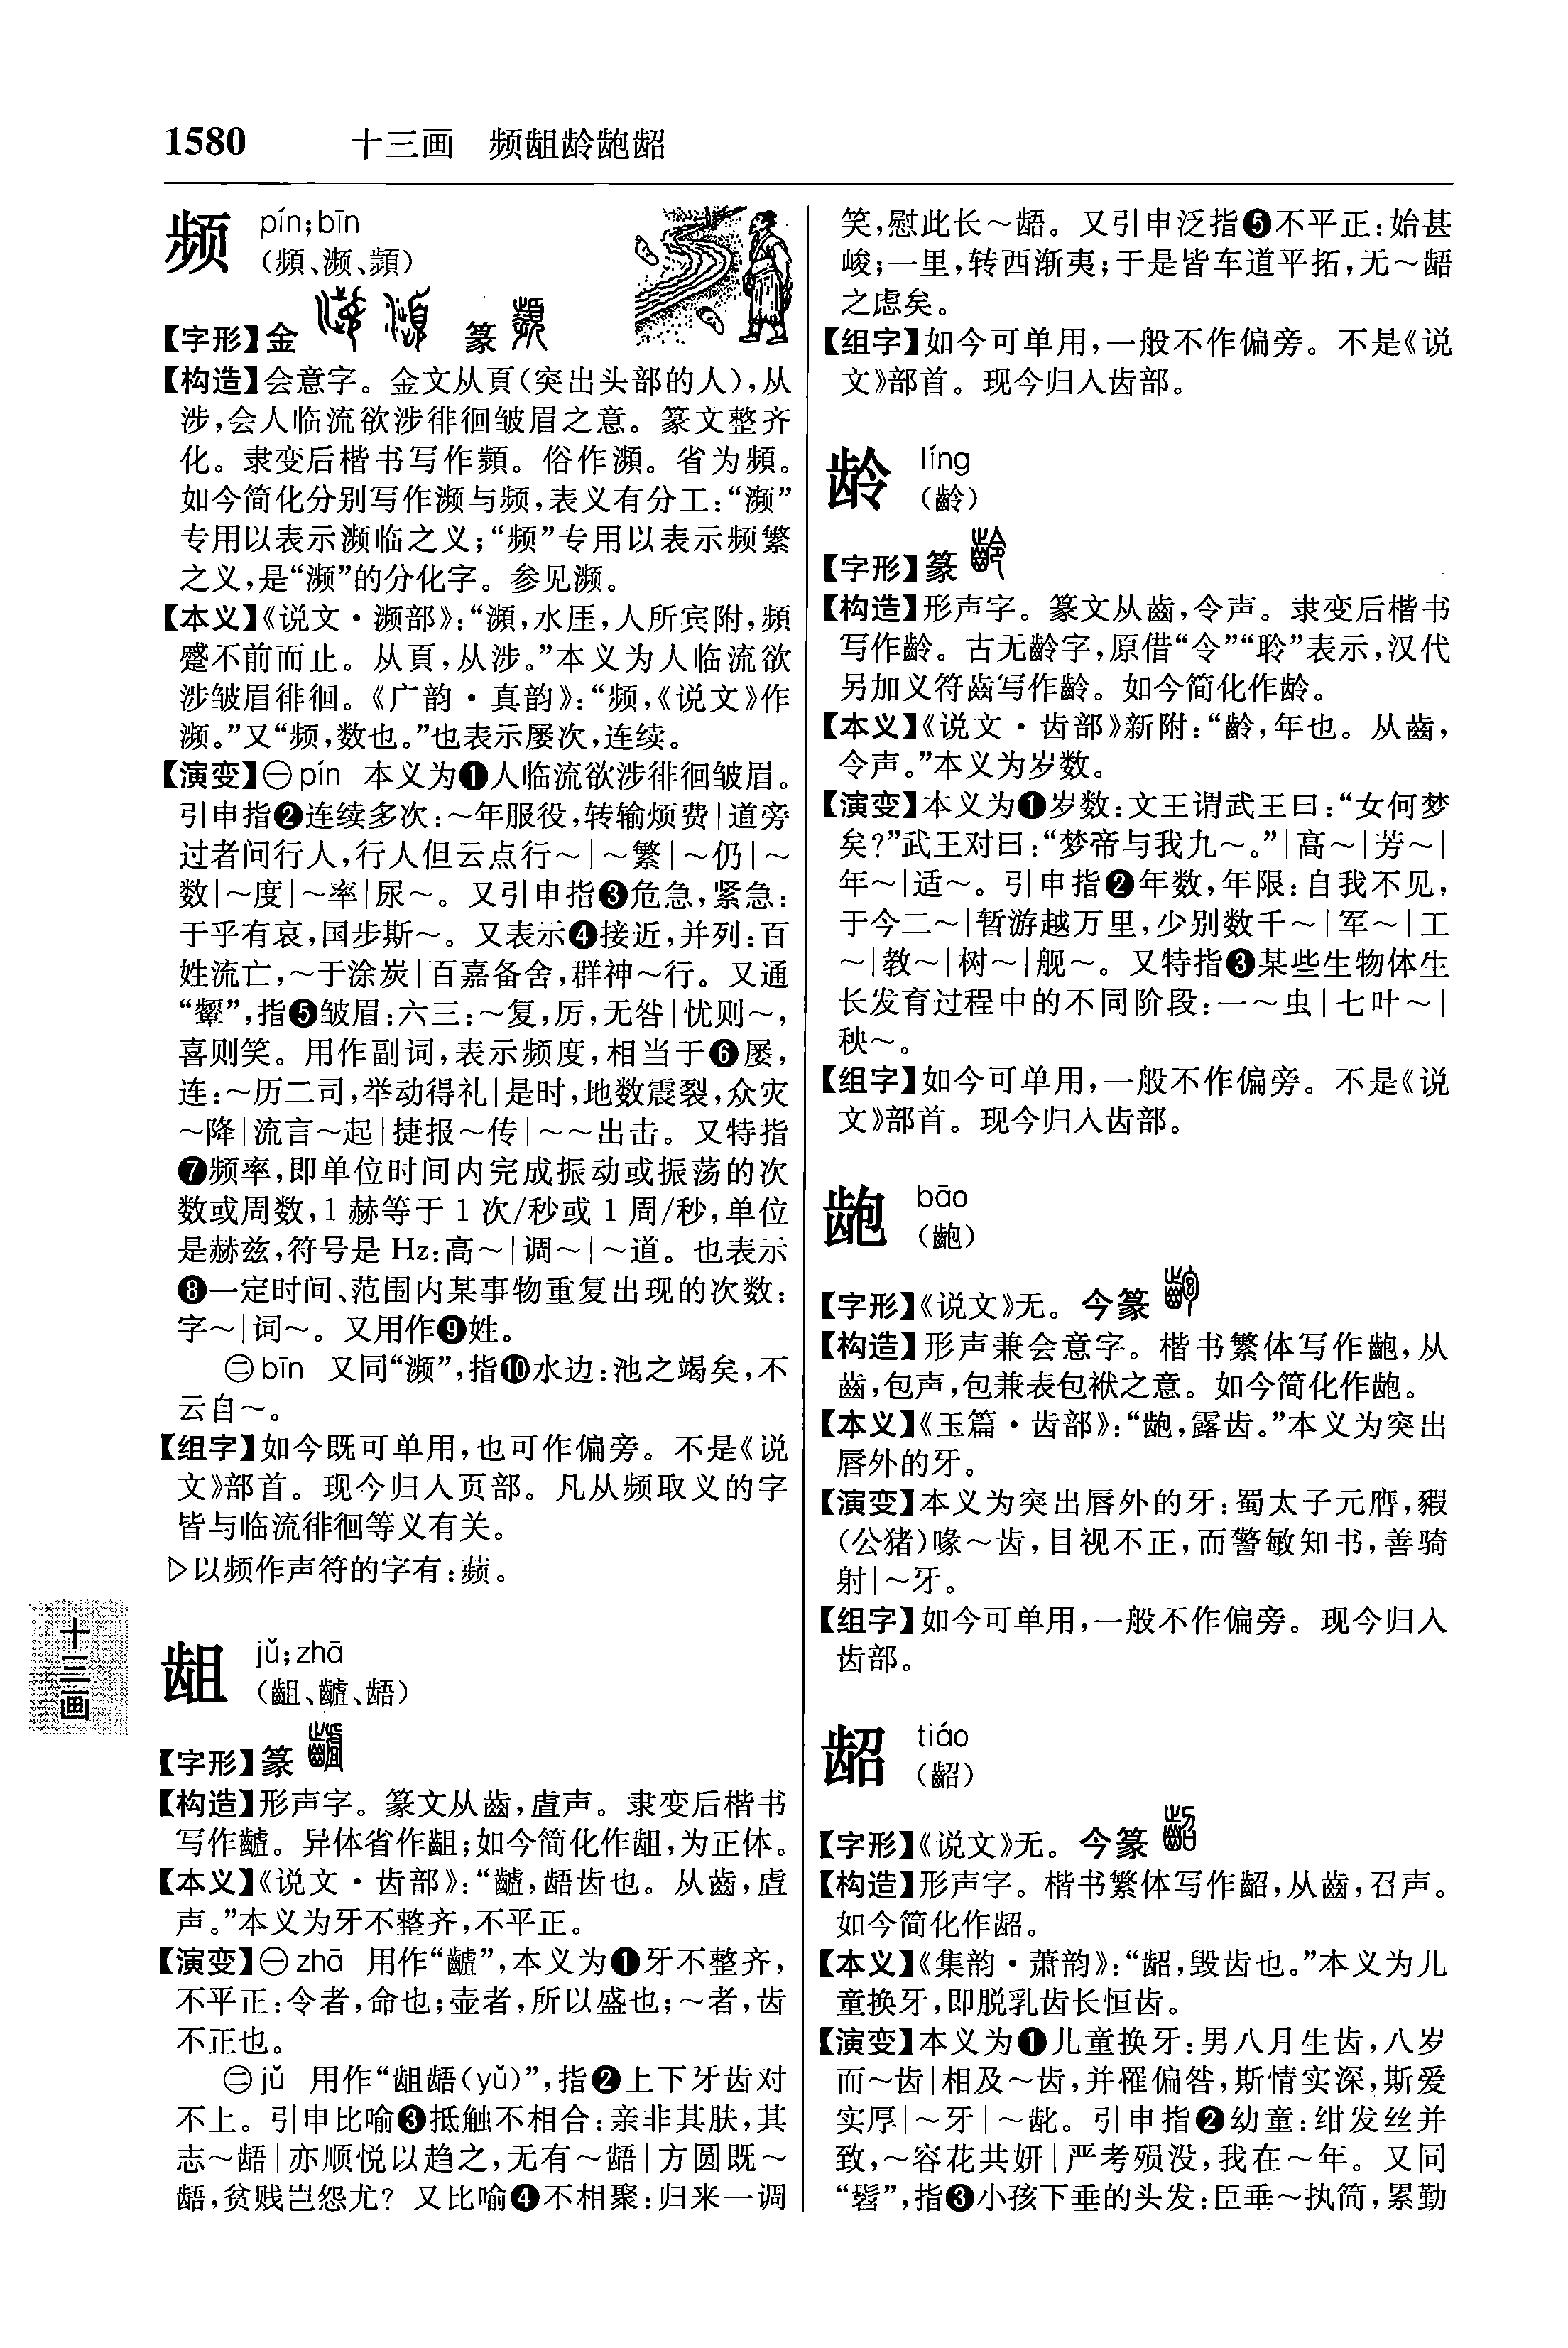 1580 十三画 频龃龄龅龆
频 pín;bīn
(頻、濒、顰)
【字形】金 篆
【构造】会意字。金文从頁(突出头部的人),从
涉,会人临流欲涉徘徊皱眉之意。篆文整齐
化。隶变后楷书写作頻。俗作瀕。省为頻。
如今简化分别写作濒与频,表义有分工:“濒”
专用以表示濒临之义;“频”专用以表示频繁
之义,是“濒”的分化字。参见濒。
【本义】《说文·濒部》:“瀕,水厓,人所宾附,頻
蹙不前而止。从頁,从涉。”本义为人临流欲
涉皱眉徘徊。《广韵·真韵》:“频,《说文》作
濒。”又“频,数也。”也表示屡次,连续。
【演变】㊀pín 本义为❶人临流欲涉徘徊皱眉。
引申指❷连续多次:～年服役,转输烦费|道旁
过者问行人,行人但云点行～|～繁|～仍|～
数|～度|～率|尿～。又引申指❸危急,紧急:
于乎有哀,国步斯～。又表示❹接近,并列:百
姓流亡,～于涂炭|百嘉备舍,群神～行。又通
“颦”,指❺皱眉:六三:～复,厉,无咎|忧则～,
喜则笑。用作副词,表示频度,相当于❻屡,
连:～历二司,举动得礼|是时,地数震裂,众灾
～降|流言～起|捷报～传|～～出击。又特指
❼频率,即单位时间内完成振动或振荡的次
数或周数,1 赫等于 1 次/秒或 1 周/秒,单位
是赫兹,符号是 Hz:高～|调～|～道。也表示
❽一定时间、范围内某事物重复出现的次数:
字～|词～。又用作❾姓。
㊁bīn 又同“濒”,指❿水边:池之竭矣,不
云自～。
【组字】如今既可单用,也可作偏旁。不是《说
文》部首。现今归入页部。凡从频取义的字
皆与临流徘徊等义有关。
▷以频作声符的字有:蘋。
十三画
龃 jǔ;zhā
(齟、齇、龉)
【字形】篆
【构造】形声字。篆文从齒,虘声。隶变后楷书
写作齇。异体省作齟;如今简化作龃,为正体。
【本义】《说文·齿部》:“齇,龉齿也。从齒,虘
声。”本义为牙不整齐,不平正。
【演变】㊀zhā 用作“齇”,本义为❶牙不整齐,
不平正:令者,命也;壶者,所以盛也;～者,齿
不正也。
㊁jǔ 用作“龃龉(yǔ)”,指❷上下牙齿对
不上。引申比喻❸抵触不相合:亲非其肤,其
志～龉|亦顺悦以趋之,无有～龉|方圆既～
龉,贫贱岂怨尤? 又比喻❹不相聚:归来一调
笑,慰此长～龉。又引申泛指❺不平正:始甚
峻;一里,转西渐夷;于是皆车道平拓,无～龉
之虑矣。
【组字】如今可单用,一般不作偏旁。不是《说
文》部首。现今归入齿部。
龄 líng
(齡)
【字形】篆
【构造】形声字。篆文从齒,令声。隶变后楷书
写作齡。古无齡字,原借“令”“聆”表示,汉代
另加义符齒写作齡。如今简化作龄。
【本义】《说文·齿部》新附:“齡,年也。从齒,
令声。”本义为岁数。
【演变】本义为❶岁数:文王谓武王曰:“女何梦
矣?”武王对曰:“梦帝与我九～。”|高～|芳～|
年～|适～。引申指❷年数,年限:自我不见,
于今二～|暂游越万里,少别数千～|军～|工
～|教～|树～|舰～。又特指❸某些生物体生
长发育过程中的不同阶段:一～虫|七叶～|
秧～。
【组字】如今可单用,一般不作偏旁。不是《说
文》部首。现今归入齿部。
龅 bāo
(齙)
【字形】《说文》无。今篆
【构造】形声兼会意字。楷书繁体写作齙,从
齒,包声,包兼表包袱之意。如今简化作龅。
【本义】《玉篇·齿部》:“龅,露齿。”本义为突出
唇外的牙。
【演变】本义为突出唇外的牙:蜀太子元膺,豭
(公猪)喙～齿,目视不正,而警敏知书,善骑
射|～牙。
【组字】如今可单用,一般不作偏旁。现今归入
齿部。
龆 tiáo
(齠)
【字形】《说文》无。今篆
【构造】形声字。楷书繁体写作齠,从齒,召声。
如今简化作龆。
【本义】《集韵·萧韵》:“龆,毁齿也。”本义为儿
童换牙,即脱乳齿长恒齿。
【演变】本义为❶儿童换牙:男八月生齿,八岁
而～齿|相及～齿,并罹偏咎,斯情实深,斯爱
实厚|～牙|～龀。引申指❷幼童:绀发丝并
致,～容花共妍|严考殒没,我在～年。又同
“髫”,指❸小孩下垂的头发:臣垂～执简,累勤